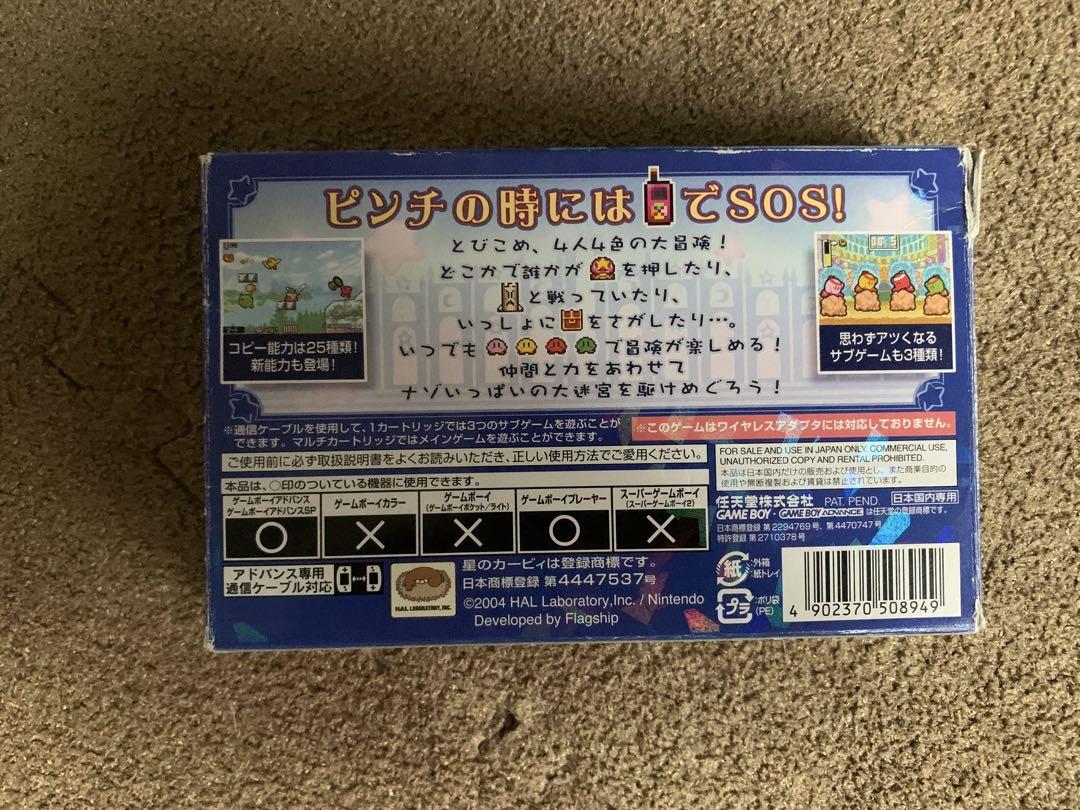 ピンチの時には でSOS!
とびこめ、4人4色の大冒険!
どこかで誰かが を押したり、
と戦っていたり、
いっしょに をさがしたり…。
いつでも で冒険が楽しめる!
仲間と力をあわせて
ナゾいっぱいの大迷宮を駆けめぐろう!
コピー能力は25種類!
新能力も登場!
思わずアツくなる
サブゲームも3種類!
※通信ケーブルを使用して、1カートリッジでは3つのサブゲームを遊ぶことが
できます。マルチカートリッジではメインゲームを遊ぶことができます。
※このゲームはワイヤレスアダプタには対応しておりません。
ご使用前に必ず取扱説明書をよくお読みいただき、正しい使用方法でご愛用ください。
FOR SALE AND USE IN JAPAN ONLY. COMMERCIAL USE,
UNAUTHORIZED COPY AND RENTAL PROHIBITED.
本品は日本国内だけの販売および使用とし、また商業目的の
使用や無断複製および賃貸は禁止されています。
本品は、○印のついている機器に使用できます。
ゲームボーイアドバンス
ゲームボーイアドバンスSP
○
ゲームボーイカラー
×
ゲームボーイ
(ゲームボーイポケット/ライト)
×
ゲームボーイプレーヤー
○
スーパーゲームボーイ
(スーパーゲームボーイ2)
×
任天堂株式会社 PAT. PEND. 日本国内専用
GAME BOY・GAME BOY ADVANCE は任天堂の登録商標です。
日本商標登録 第2294769号、第4470747号
特許登録 第2710378号
アドバンス専用
通信ケーブル対応
HAL LABORATORY, INC.
星のカービィは登録商標です。
日本商標登録 第4447537号
©2004 HAL Laboratory,Inc. / Nintendo
Developed by Flagship
紙
:外箱
:紙トレイ
プラ
:ポリ袋
(PE)
4 902370 508949